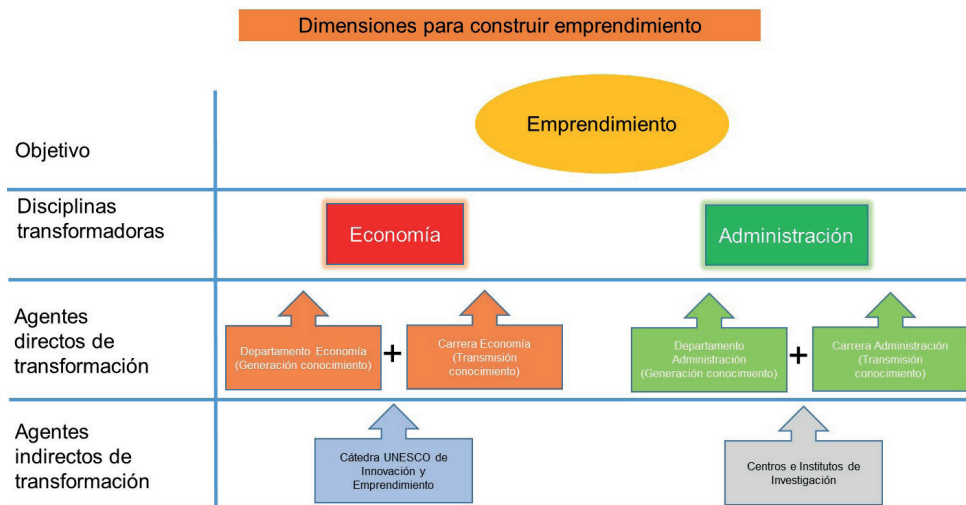 Dimensiones para construir emprendimiento
Objetivo
Emprendimiento
Disciplinas
transformadoras
Economía
Administración
Agentes
directos de
transformación
Departamento Economía
(Generación conocimiento)
+
Carrera Economía
(Transmisión
conocimiento)
Departamento
Administración
(Generación conocimiento)
+
Carrera Administración
(Transmisión
conocimiento)
Agentes
indirectos de
transformación
Cátedra UNESCO de
Innovación y
Emprendimiento
Centros e Institutos de
Investigación